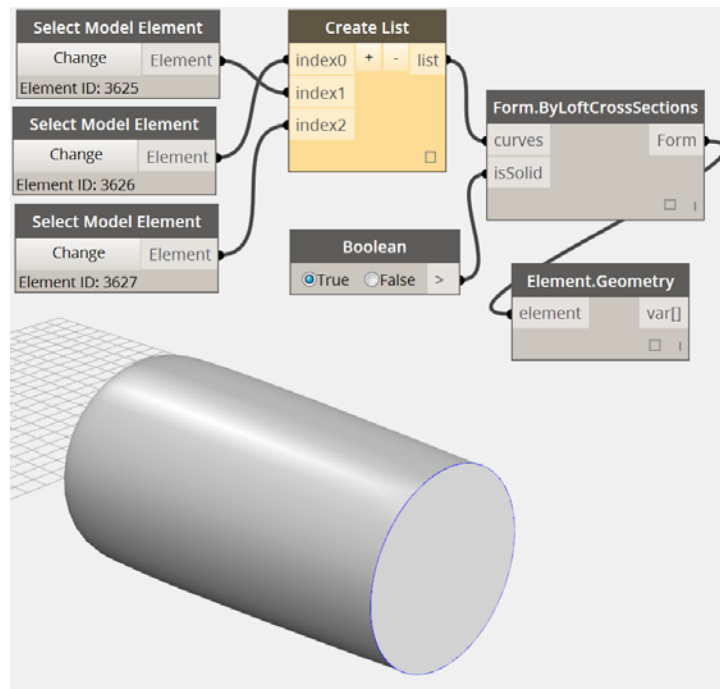 Select Model Element
Change Element
Element ID: 3625
Select Model Element
Change Element
Element ID: 3626
Select Model Element
Change Element
Element ID: 3627
Create List
index0 + - list
index1
index2
Boolean
True False >
Form.ByLoftCrossSections
curves Form
isSolid
Element.Geometry
element var[]